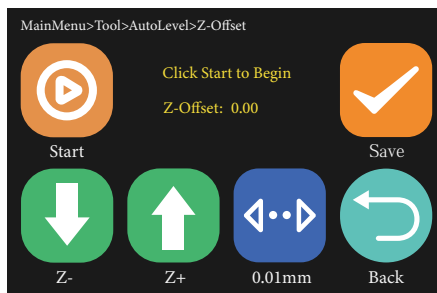 MainMenu>Tool>AutoLevel>Z-Offset
Click Start to Begin
Z-Offset: 0.00
Start
Save
Z-
Z+
0.01mm
Back